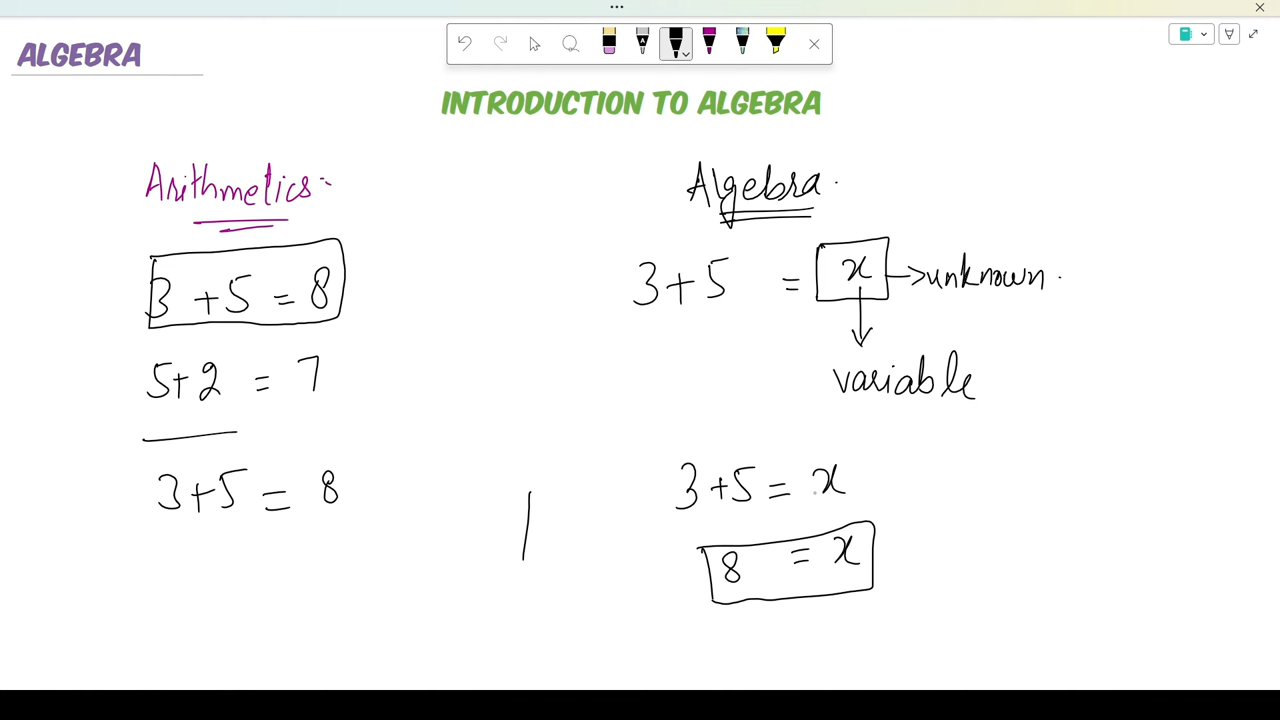 ALGEBRA
INTRODUCTION TO ALGEBRA
Arithmetics:-
3 + 5 = 8
5+2 = 7
3+5 = 8
Algebra.
3+5 = x → unknown.
variable
3+5 = x
8 = x